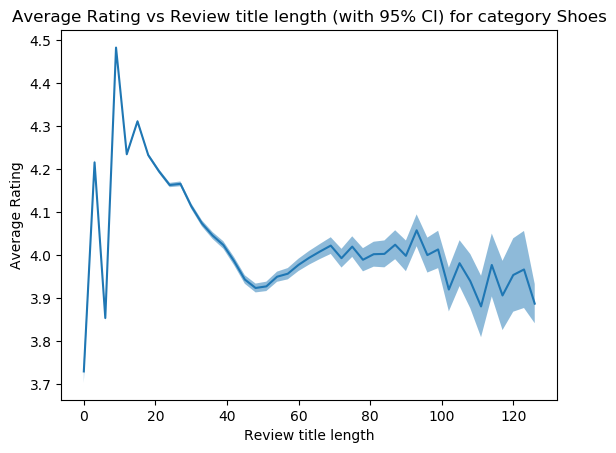 Average Rating vs Review title length (with 95% CI) for category Shoes
4.5
4.4
4.3
4.2
4.1
4.0
3.9
3.8
3.7
Average Rating
0 20 40 60 80 100 120
Review title length